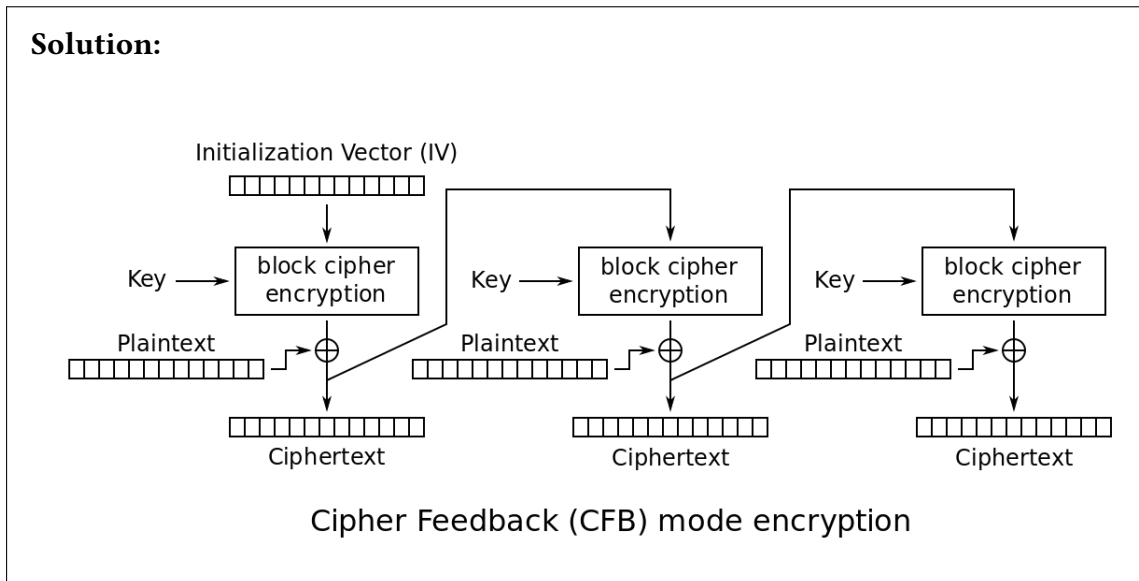 Solution:
Initialization Vector (IV)
Key
block cipher
encryption
Key
block cipher
encryption
Key
block cipher
encryption
Plaintext
Plaintext
Plaintext
Ciphertext
Ciphertext
Ciphertext
Cipher Feedback (CFB) mode encryption